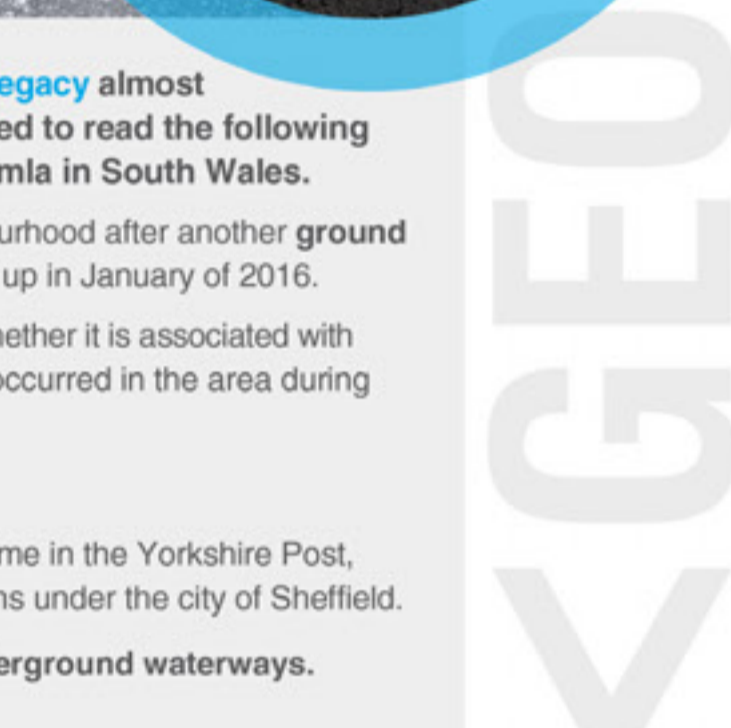 egacy almost
ed to read the following
mla in South Wales.
urhood after another ground
up in January of 2016.
hether it is associated with
occurred in the area during
me in the Yorkshire Post,
ns under the city of Sheffield.
erground waterways.
GEO